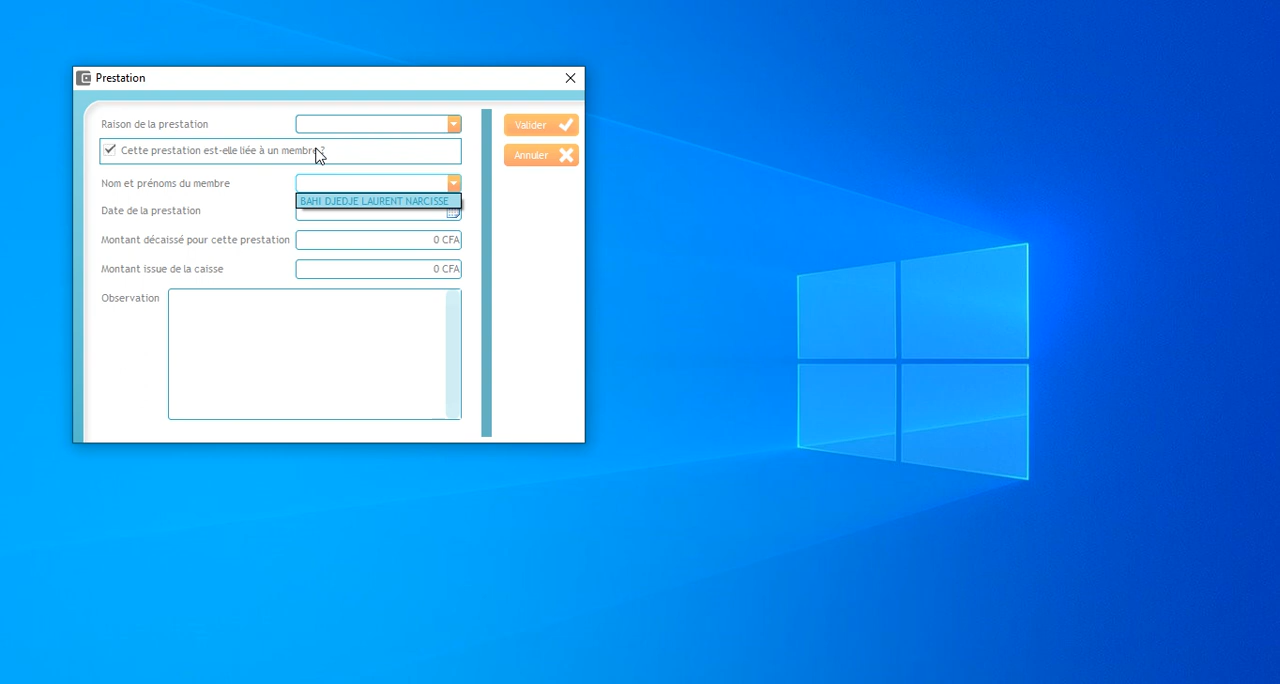 Prestation
Raison de la prestation
Valider
Cette prestation est-elle liée à un membre ?
Annuler
Nom et prénoms du membre
BAHI DJEDJE LAURENT NARCISSE
Date de la prestation
Montant décaissé pour cette prestation
0 CFA
Montant issue de la caisse
0 CFA
Observation